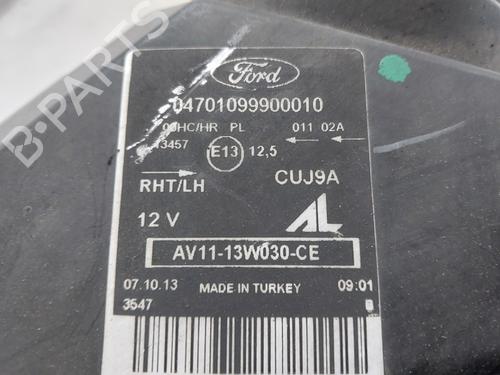 Ford
04701099900010
00HC/HR PL 011 02A
13457 E13 12,5
RHT/LH CUJ9A
12 V AL
AV11-13W030-CE
07.10.13 MADE IN TURKEY 09:01
3547 B
B-PARTS